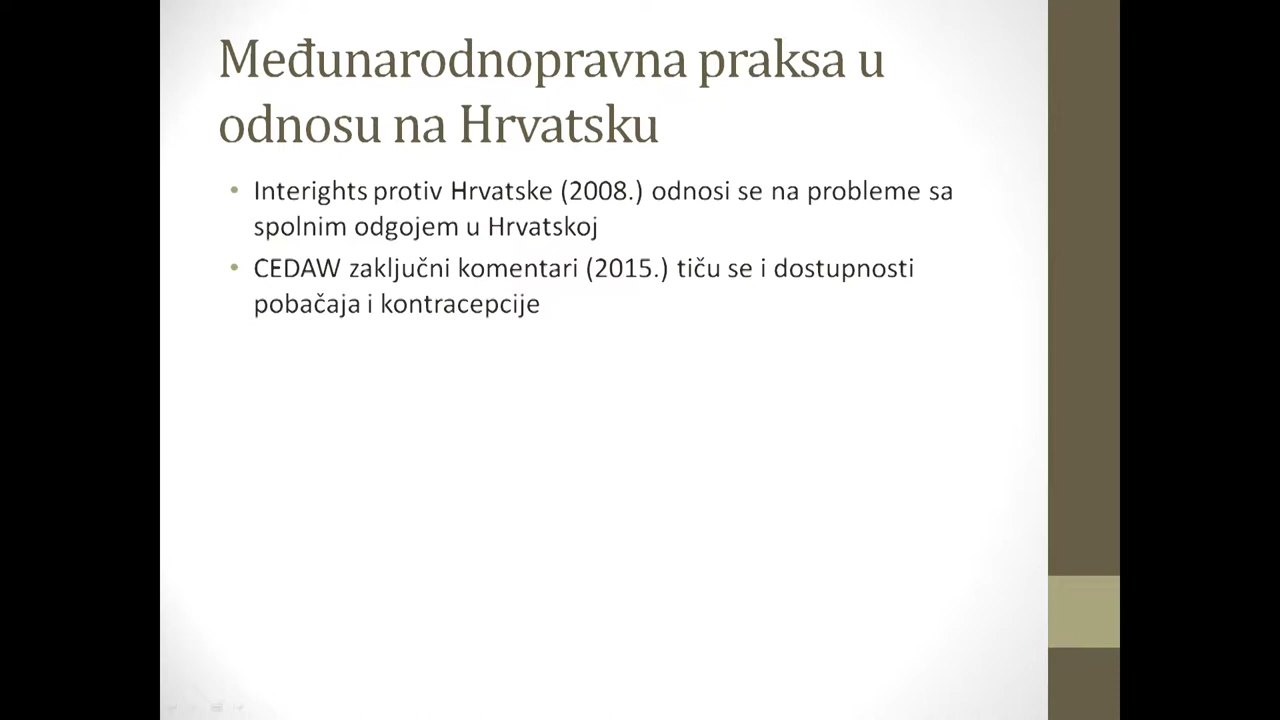 Međunarodnopravna praksa u
odnosu na Hrvatsku
• Interights protiv Hrvatske (2008.) odnosi se na probleme sa
spolnim odgojem u Hrvatskoj
• CEDAW zaključni komentari (2015.) tiču se i dostupnosti
pobačaja i kontracepcije